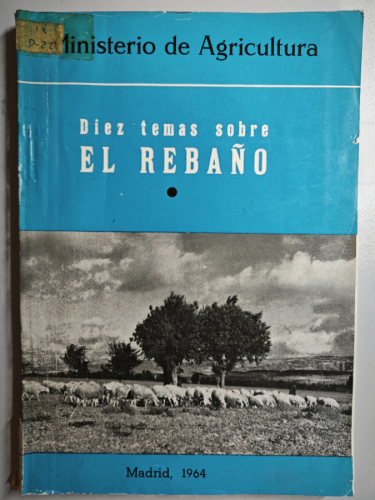 Ministerio de Agricultura
Diez temas sobre
EL REBAÑO
Madrid, 1964